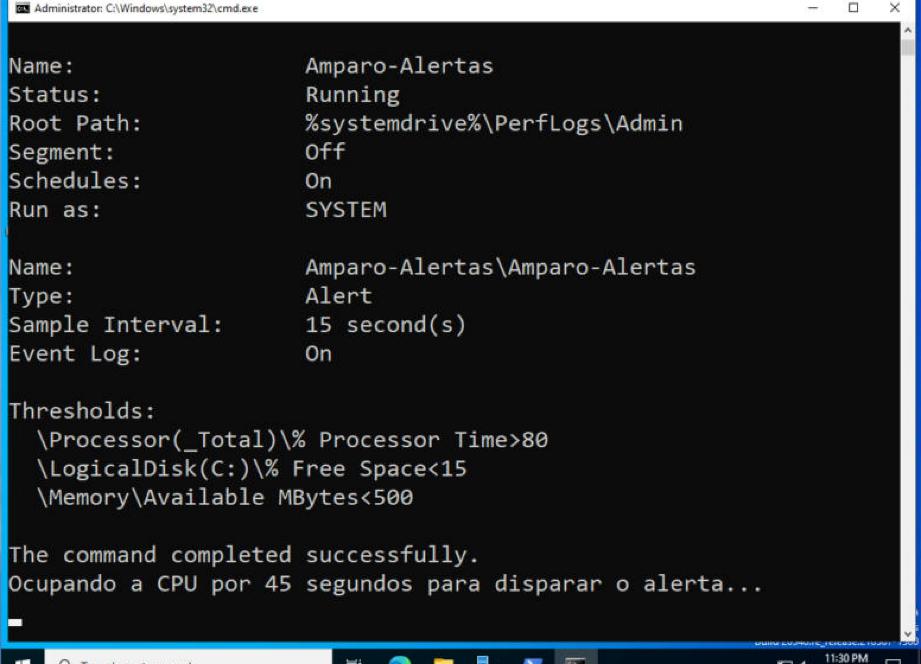 Administrator: C:\Windows\system32\cmd.exe
Name: Amparo-Alertas
Status: Running
Root Path: %systemdrive%\PerfLogs\Admin
Segment: Off
Schedules: On
Run as: SYSTEM
Name: Amparo-Alertas\Amparo-Alertas
Type: Alert
Sample Interval: 15 second(s)
Event Log: On
Thresholds:
\Processor(_Total)\% Processor Time>80
\LogicalDisk(C:)\% Free Space<15
\Memory\Available MBytes<500
The command completed successfully.
Ocupando a CPU por 45 segundos para disparar o alerta...
11:30 PM